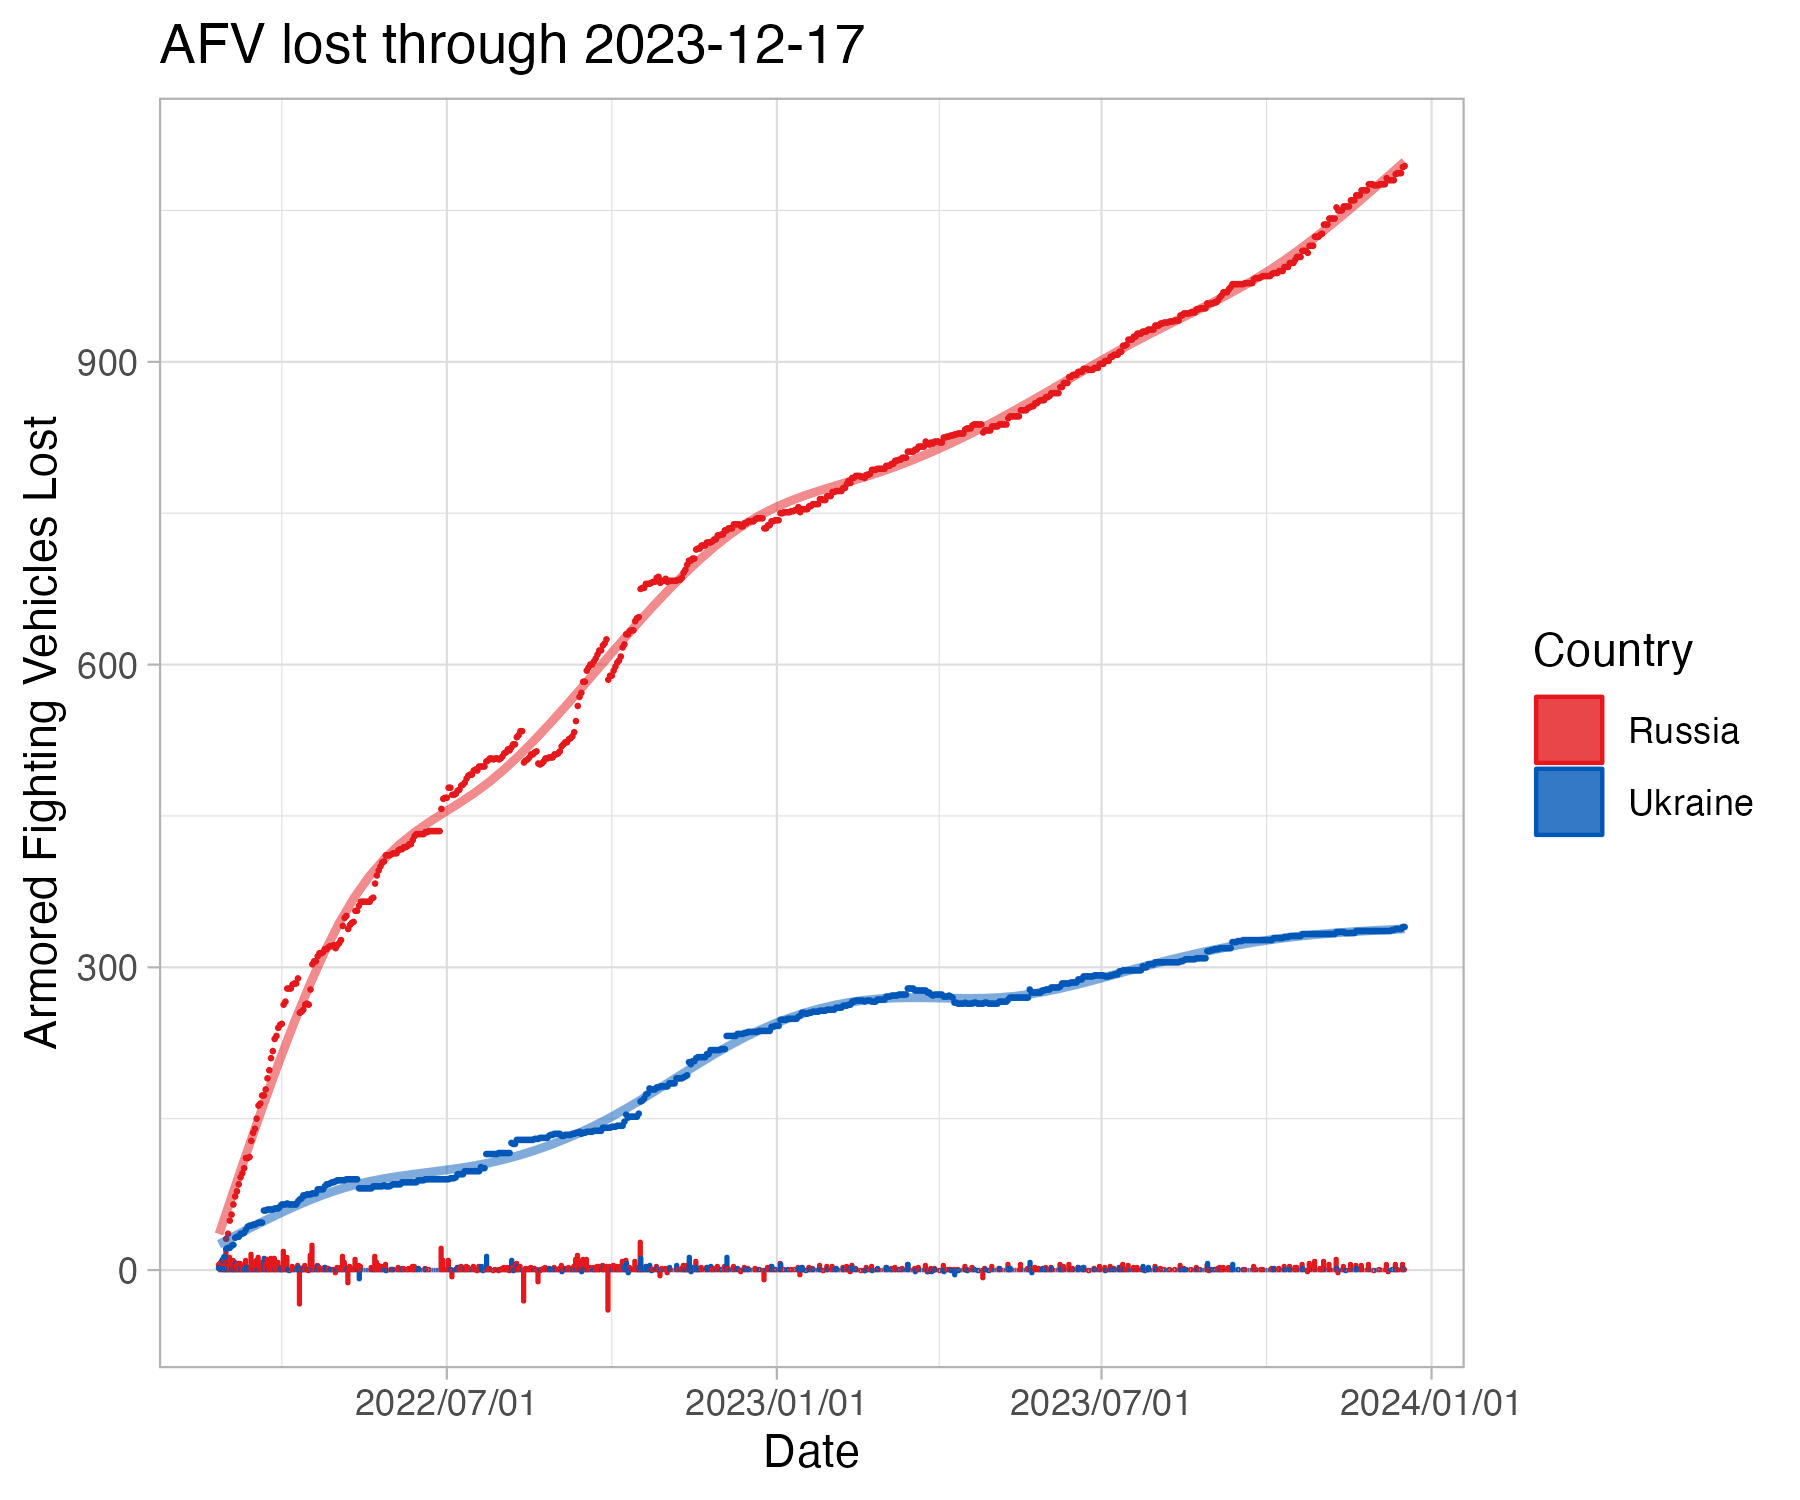 AFV lost through 2023-12-17
Armored Fighting Vehicles Lost
900
600
300
0
2022/07/01
2023/01/01
2023/07/01
2024/01/01
Date
Country
Russia
Ukraine